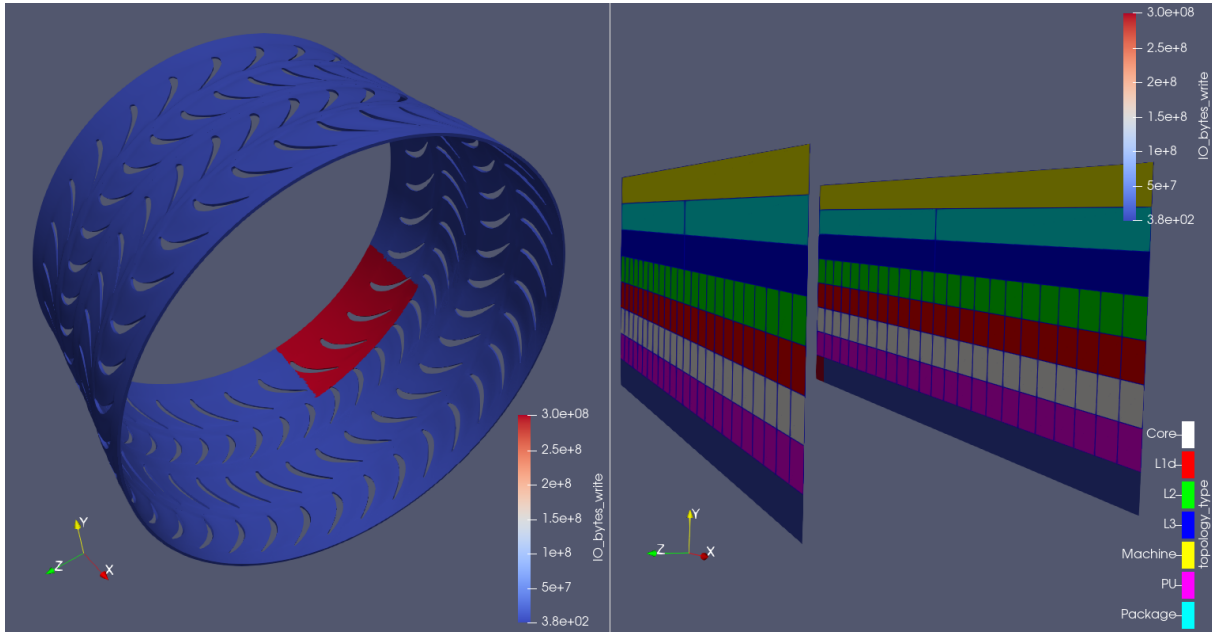 3.0e+08
2.5e+8
2e+8
1.5e+8
1e+8
5e+7
3.8e+02
IO_bytes_write
Y
Z
X
3.0e+08
2.5e+8
2e+8
1.5e+8
1e+8
5e+7
3.8e+02
IO_bytes_write
Y
Z
X
Core
L1d
L2
L3
Machine
PU
Package
topology_type